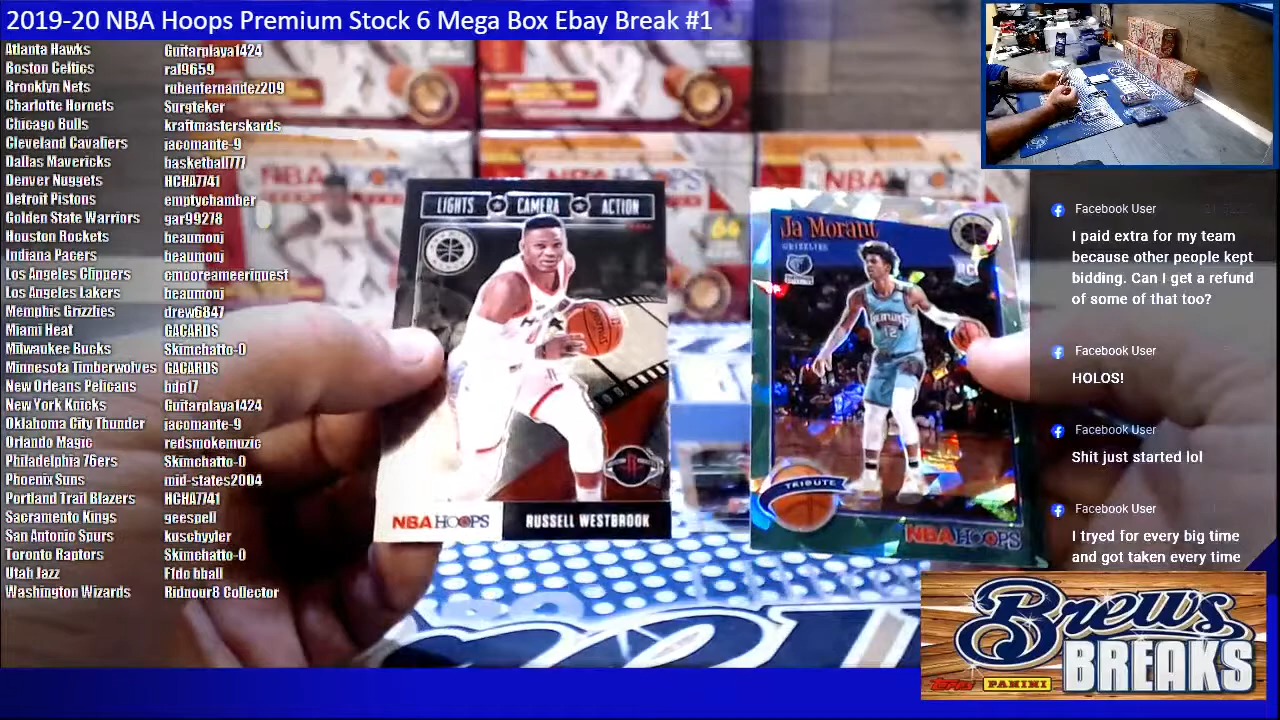 2019-20 NBA Hoops Premium Stock 6 Mega Box Ebay Break #1
Atlanta Hawks Guitarplaya1424
Boston Celtics ral9659
Brooklyn Nets rubenfernandez209
Charlotte Hornets Surgteker
Chicago Bulls kraftmasterskards
Cleveland Cavaliers jacomante-9
Dallas Mavericks basketball777
Denver Nuggets HCHA7741
Detroit Pistons emptychamber
Golden State Warriors gar99278
Houston Rockets beaumonj
Indiana Pacers beaumonj
Los Angeles Clippers emooreameeriquest
Los Angeles Lakers beaumonj
Memphis Grizzlies drew6847
Miami Heat GACARDS
Milwaukee Bucks Skimchatto-0
Minnesota Timberwolves GACARDS
New Orleans Pelicans bdp17
New York Knicks Guitarplaya1424
Oklahoma City Thunder jacomante-9
Orlando Magic redsmokemuzic
Philadelphia 76ers Skimchatto-0
Phoenix Suns mid-states2004
Portland Trail Blazers HCHA7741
Sacramento Kings geespell
San Antonio Spurs kuschyyler
Toronto Raptors Skimchatto-0
Utah Jazz Ftdo bball
Washington Wizards Ridnour8 Collector
NBA HOOPS
NBA HOOPS
LIGHTS CAMERA ACTION
NBA HOOPS
RUSSELL WESTBROOK
Ja Morant
GRIZZLIES
RC
12
TRIBUTE
NBA HOOPS
Facebook User
I paid extra for my team
because other people kept
bidding. Can I get a refund
of some of that too?
Facebook User
HOLOS!
Facebook User
Shit just started lol
Facebook User
I tryed for every big time
and got taken every time
Brews
BREAKS
Topps PANINI